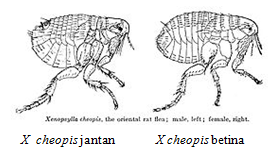 Xenopsylla cheopis, the oriental rat flea; male, left; female, right.
X cheopis jantan X cheopis betina